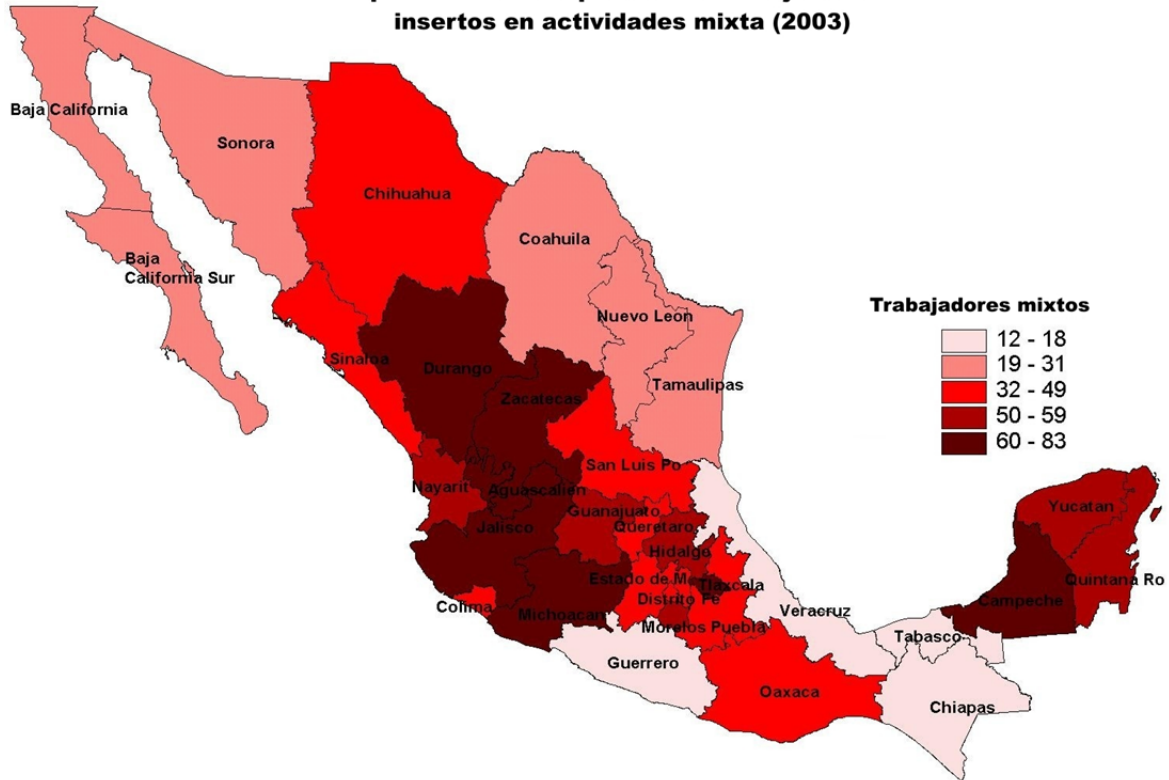 insertos en actividades mixta (2003)
Baja California
Sonora
Chihuahua
Coahuila
Baja
California Sur
Nuevo Leon
Trabajadores mixtos
12 - 18
19 - 31
32 - 49
50 - 59
60 - 83
Sinaloa
Durango
Tamaulipas
Zacatecas
San Luis Po
Nayarit
Aguascalien
Guanajuato
Jalisco
Queretaro
Yucatan
Hidalgo
Estado de M
Tlaxcala
Quintana Ro
Distrito Fe
Campeche
Colima
Michoacan
Veracruz
Morelos
Puebla
Tabasco
Guerrero
Oaxaca
Chiapas